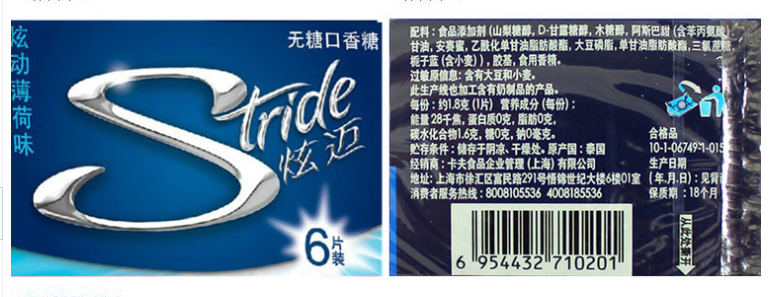 炫动薄荷味
无糖口香糖
Stride
炫迈
6片装
配料：食品添加剂（山梨糖醇，D-甘露糖醇，木糖醇，阿斯巴甜（含苯丙氨酸）
甘油，安赛蜜，乙酰化单甘油脂肪酸酯，大豆磷脂，单甘油脂肪酸酯，三氯蔗糖
栀子蓝（含小麦）），胶基，食用香精。
过敏原信息：含有大豆和小麦。
此生产线也加工含有奶制品的产品。
每份：约1.8克（1片） 营养成分（每份）：
能量28千焦，蛋白质0克，脂肪0克，
碳水化合物1.6克，糖0克，钠0毫克。
贮存条件：储存于阴凉、干燥处。原产国：泰国
经销商：卡夫食品企业管理（上海）有限公司
地址：上海市徐汇区富民路291号悟锦世纪大楼6楼01室
消费者服务热线：8008105536 4008185536
合格品
10-1-06749-1-015
生产日期
（年.月.日）：见背
保质期：18个月
从此处撕开
6 954432 710201